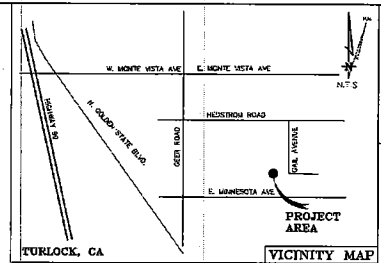 W. MONTE VISTA AVE
E. MONTE VISTA AVE
N.T.S
HIGHWAY 99
N. GOLDEN STATE BLVD.
GEER ROAD
HEDSTROM ROAD
GAIL AVENUE
E. MINNESOTA AVE
PROJECT
AREA
TURLOCK, CA
VICINITY MAP